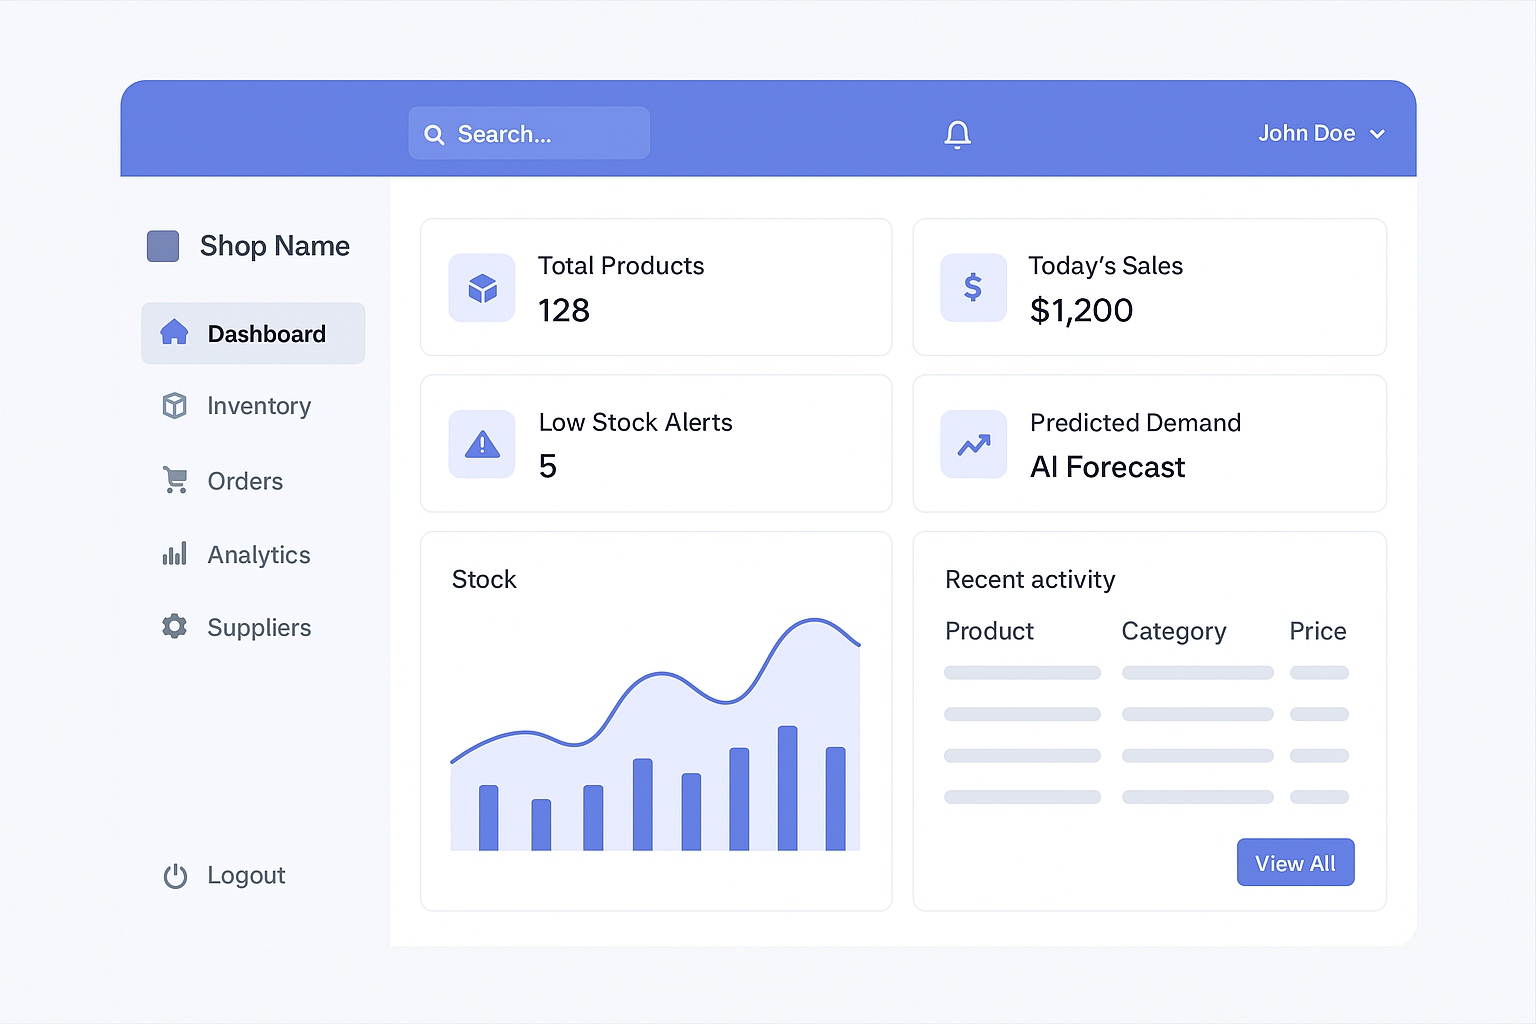 Search...
John Doe
Shop Name
Dashboard
Inventory
Orders
Analytics
Suppliers
Logout
Total Products
128
Today's Sales
$1,200
Low Stock Alerts
5
Predicted Demand
AI Forecast
Stock
Recent activity
Product Category Price
View All